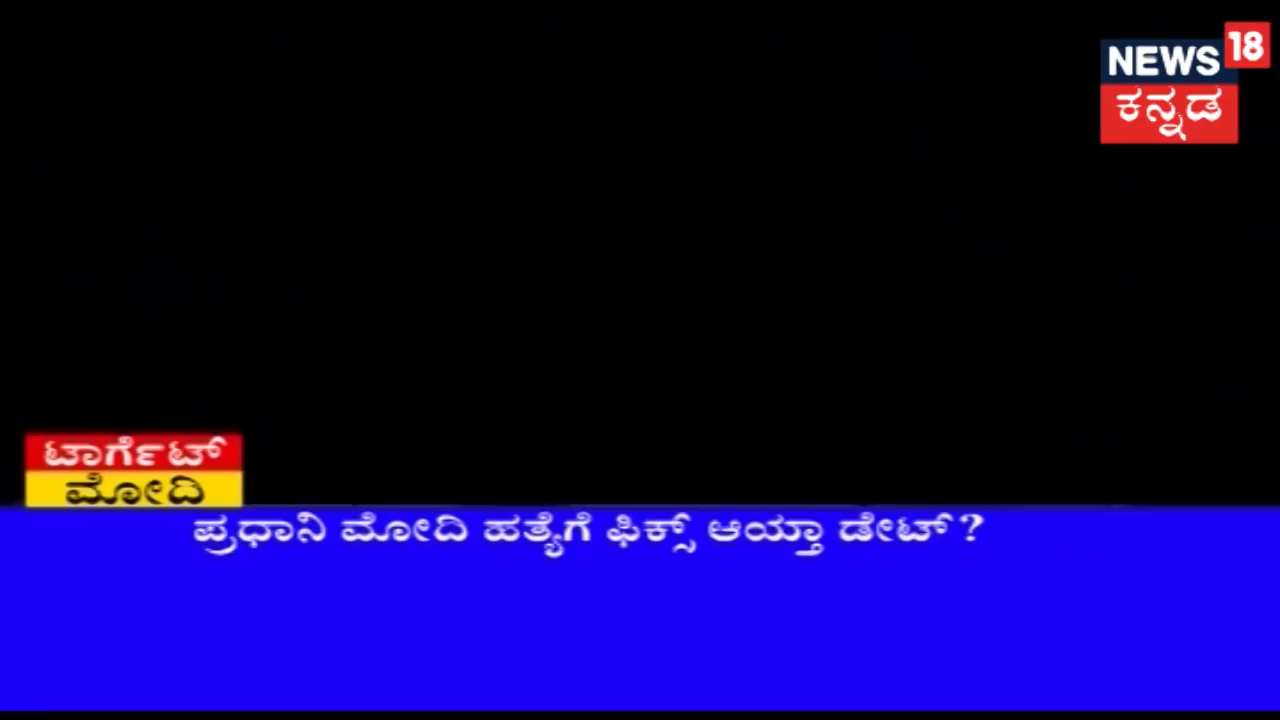 NEWS 18
ಕನ್ನಡ
ಟಾರ್ಗೆಟ್
ಮೋದಿ
ಪ್ರಧಾನಿ ಮೋದಿ ಹತ್ಯೆಗೆ ಫಿಕ್ಸ್ ಆಯ್ತಾ ಡೇಟ್?